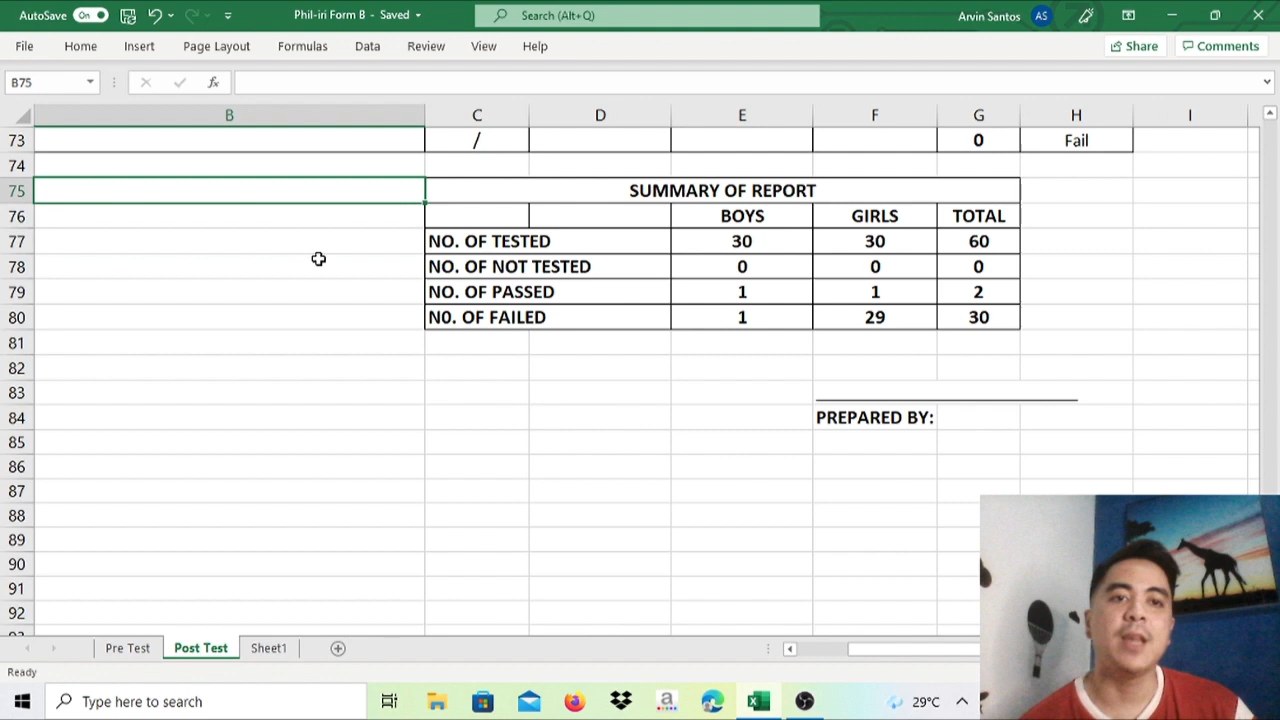 AutoSave On Phil-iri Form B - Saved Search (Alt+Q) Arvin Santos AS
File Home Insert Page Layout Formulas Data Review View Help Share Comments
B75 fx
B C D E F G H I
73 / 0 Fail
74
75 SUMMARY OF REPORT
76 BOYS GIRLS TOTAL
77 NO. OF TESTED 30 30 60
78 NO. OF NOT TESTED 0 0 0
79 NO. OF PASSED 1 1 2
80 N0. OF FAILED 1 29 30
81
82
83
84 PREPARED BY:
85
86
87
88
89
90
91
92
Pre Test Post Test Sheet1
Ready
Type here to search a 29°C